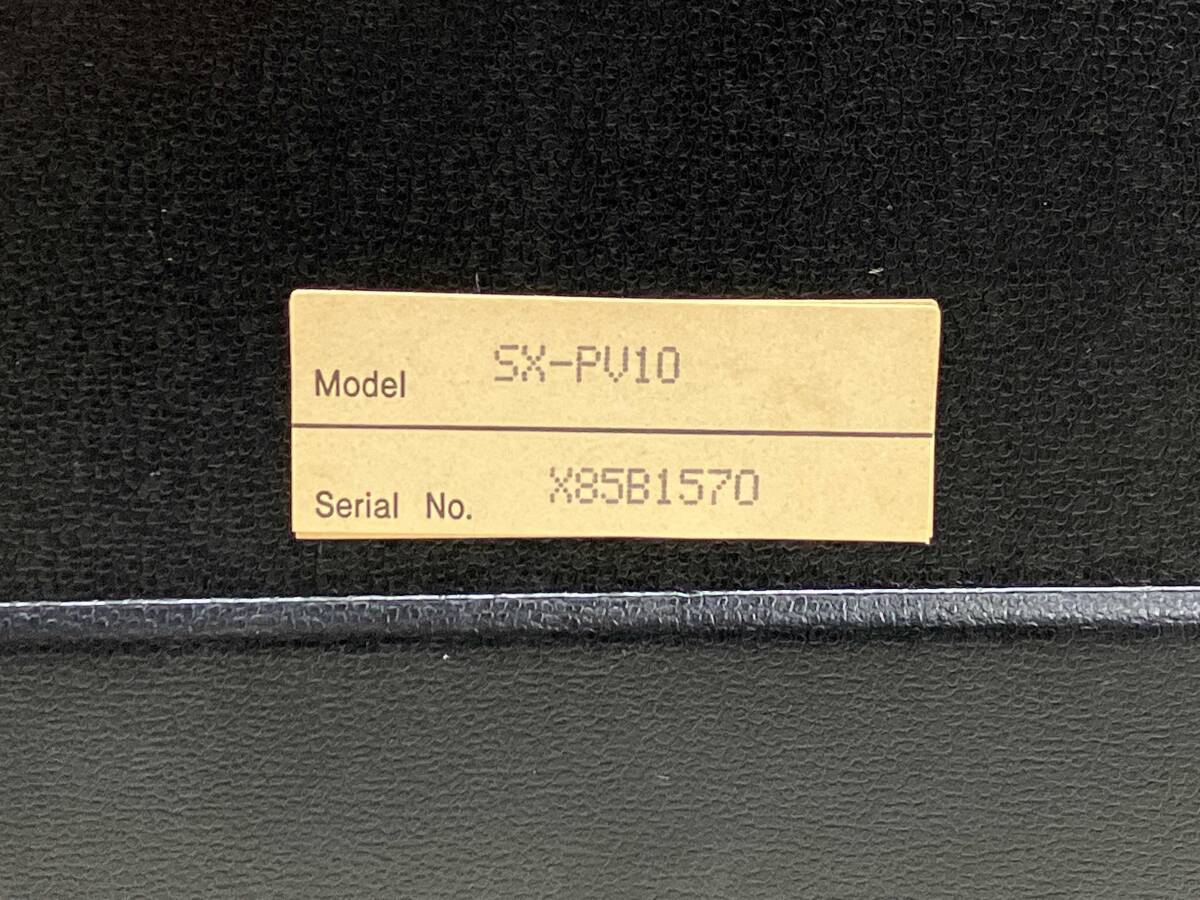 Model SX-PV10
Serial No. X85B1570